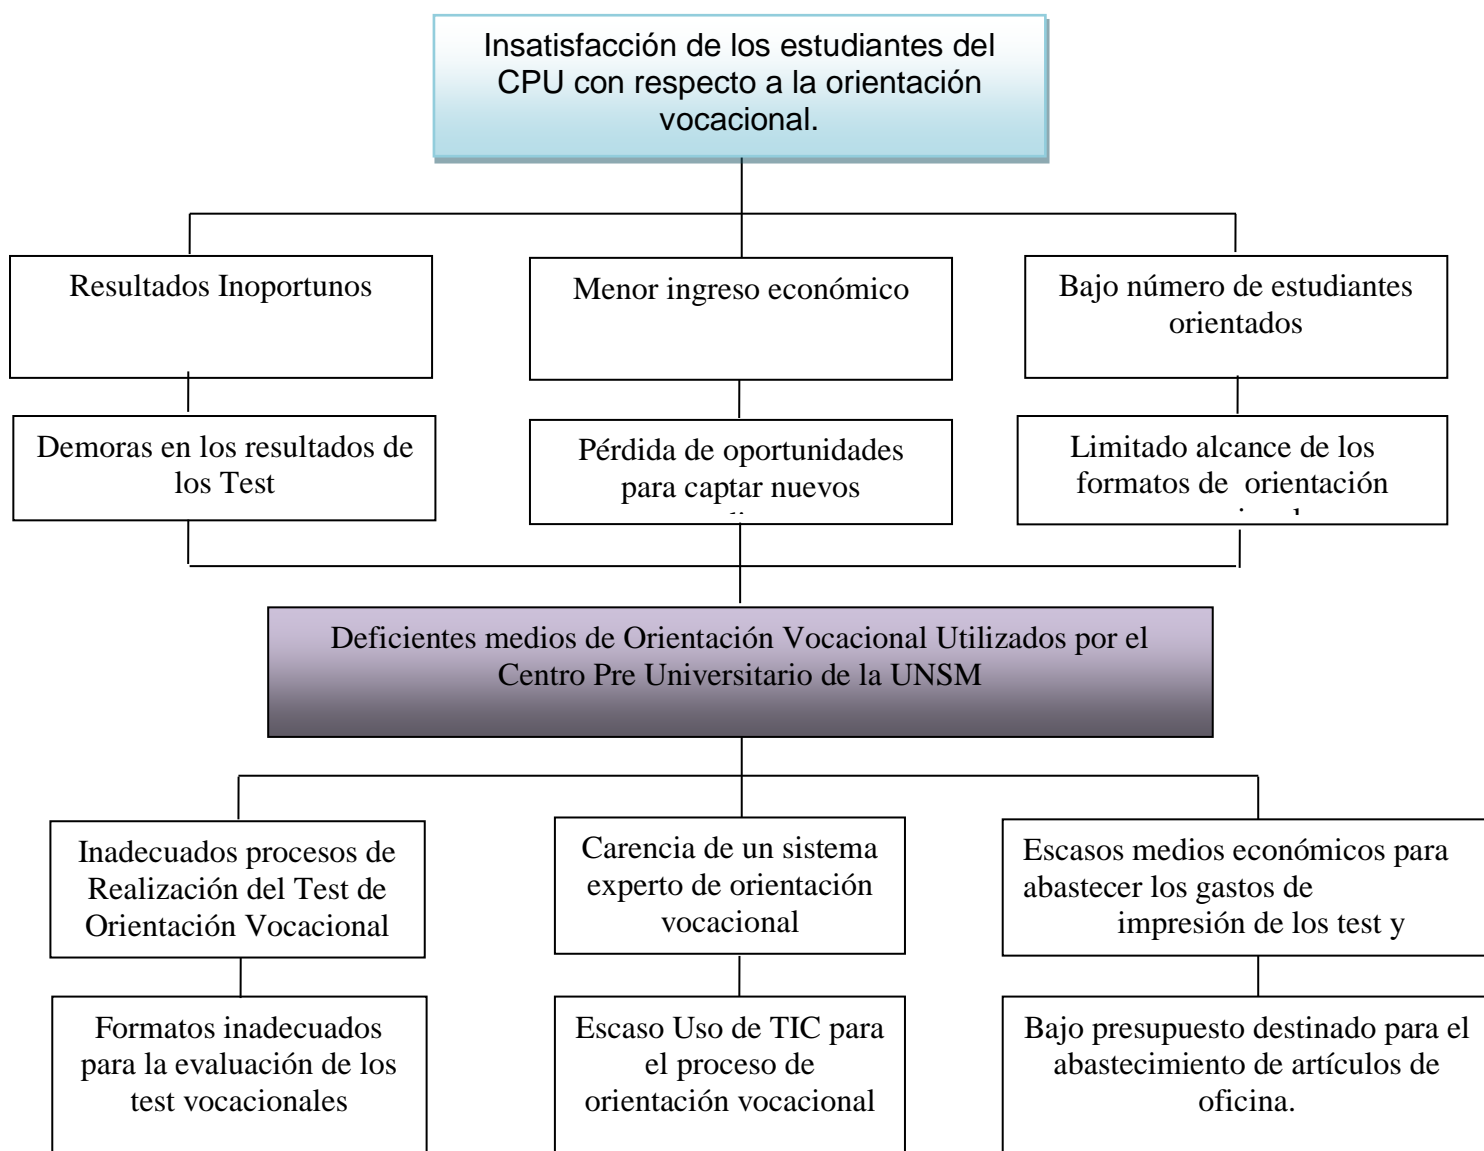 Insatisfacción de los estudiantes del
CPU con respecto a la orientación
vocacional.
Resultados Inoportunos
Menor ingreso económico
Bajo número de estudiantes
orientados
Demoras en los resultados de
los Test
Pérdida de oportunidades
para captar nuevos
Limitado alcance de los
formatos de orientación
Deficientes medios de Orientación Vocacional Utilizados por el
Centro Pre Universitario de la UNSM
Inadecuados procesos de
Realización del Test de
Orientación Vocacional
Carencia de un sistema
experto de orientación
vocacional
Escasos medios económicos para
abastecer los gastos de
impresión de los test y
Formatos inadecuados
para la evaluación de los
test vocacionales
Escaso Uso de TIC para
el proceso de
orientación vocacional
Bajo presupuesto destinado para el
abastecimiento de artículos de
oficina.